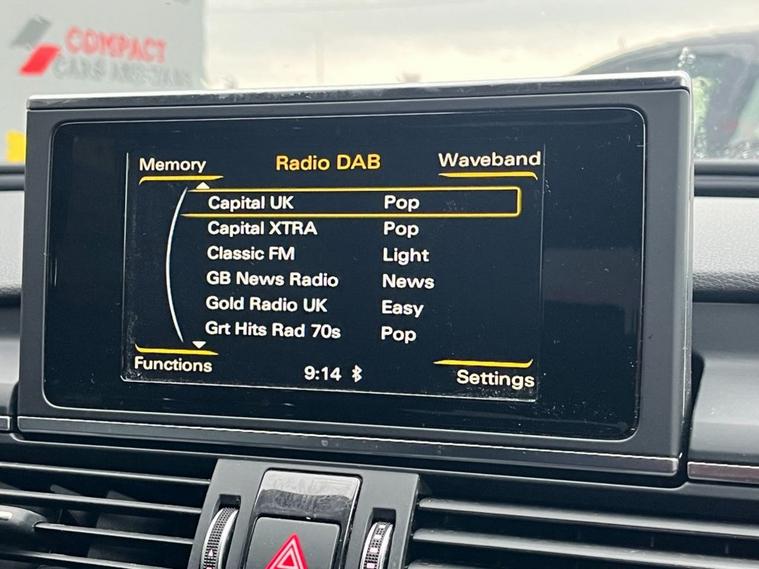 COMPACT
Memory Radio DAB Waveband
Capital UK Pop
Capital XTRA Pop
Classic FM Light
GB News Radio News
Gold Radio UK Easy
Grt Hits Rad 70s Pop
Functions 9:14 Settings